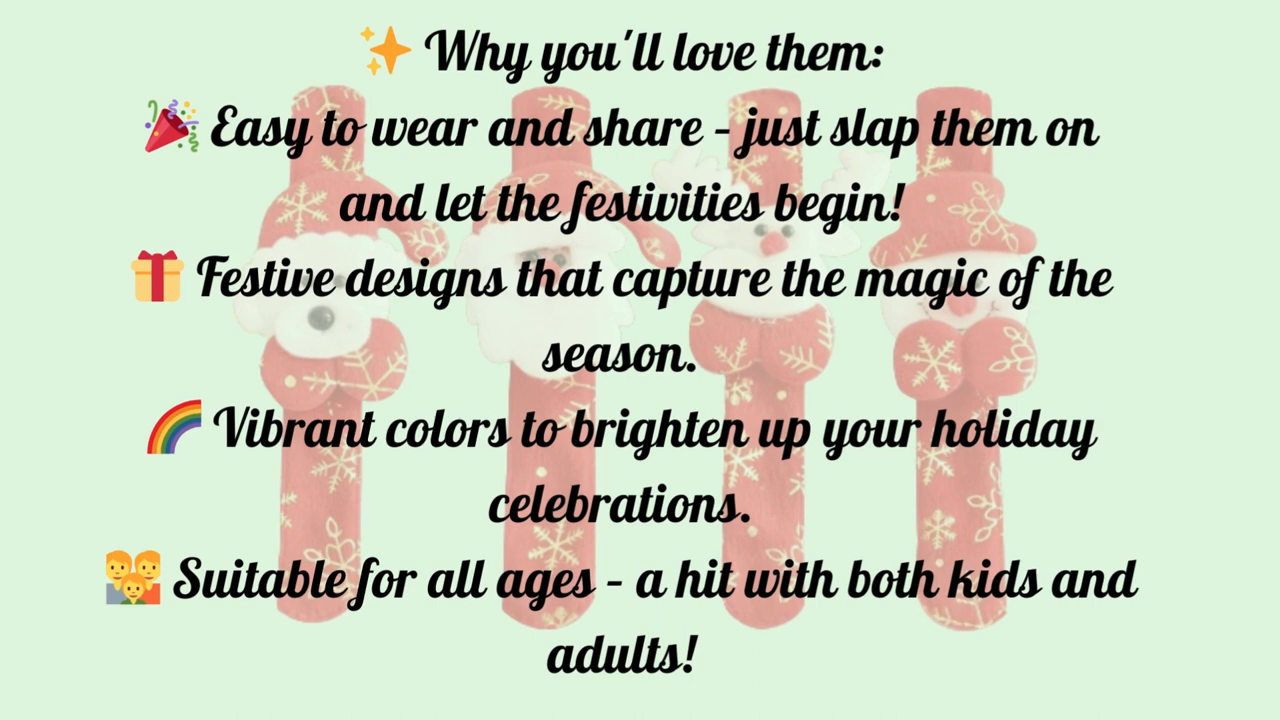 ✨ Why you'll love them:
🎉 Easy to wear and share – just slap them on
and let the festivities begin!
🎁 Festive designs that capture the magic of the
season.
🌈 Vibrant colors to brighten up your holiday
celebrations.
👨‍👩‍👦 Suitable for all ages – a hit with both kids and
adults!